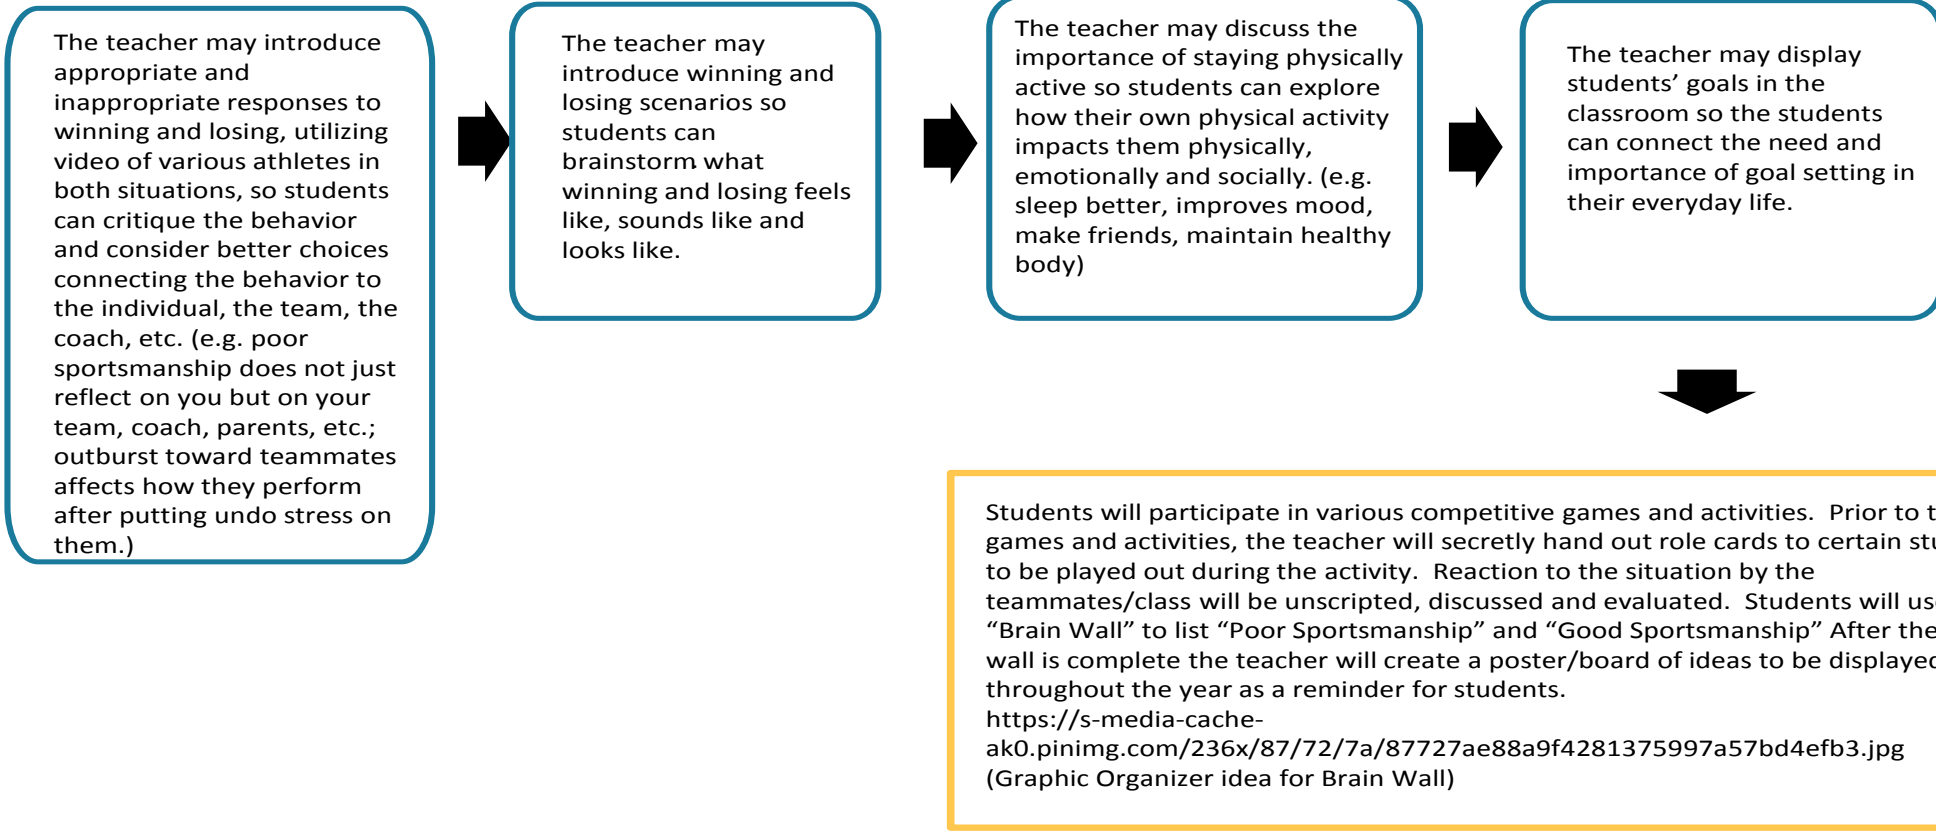 The teacher may introduce
appropriate and
inappropriate responses to
winning and losing, utilizing
video of various athletes in
both situations, so students
can critique the behavior
and consider better choices
connecting the behavior to
the individual, the team, the
coach, etc. (e.g. poor
sportsmanship does not just
reflect on you but on your
team, coach, parents, etc.;
outburst toward teammates
affects how they perform
after putting undo stress on
them.)
The teacher may
introduce winning and
losing scenarios so
students can
brainstorm. what
winning and losing feels
like, sounds like and
looks like.
The teacher may discuss the
importance of staying physically
active so students can explore
how their own physical activity
impacts them physically,
emotionally and socially. (e.g.
sleep better, improves mood,
make friends, maintain healthy
body)
The teacher may display
students’ goals in the
classroom so the students
can connect the need and
importance of goal setting in
their everyday life.
Students will participate in various competitive games and activities. Prior to
games and activities, the teacher will secretly hand out role cards to certain
to be played out during the activity. Reaction to the situation by the
teammates/class will be unscripted, discussed and evaluated. Students will
“Brain Wall” to list “Poor Sportsmanship” and “Good Sportsmanship” After the
wall is complete the teacher will create a poster/board of ideas to be displayed
throughout the year as a reminder for students.
https://s-media-cache-
ak0.pinimg.com/236x/87/72/7a/87727ae88a9f4281375997a57bd4efb3.jpg
(Graphic Organizer idea for Brain Wall)